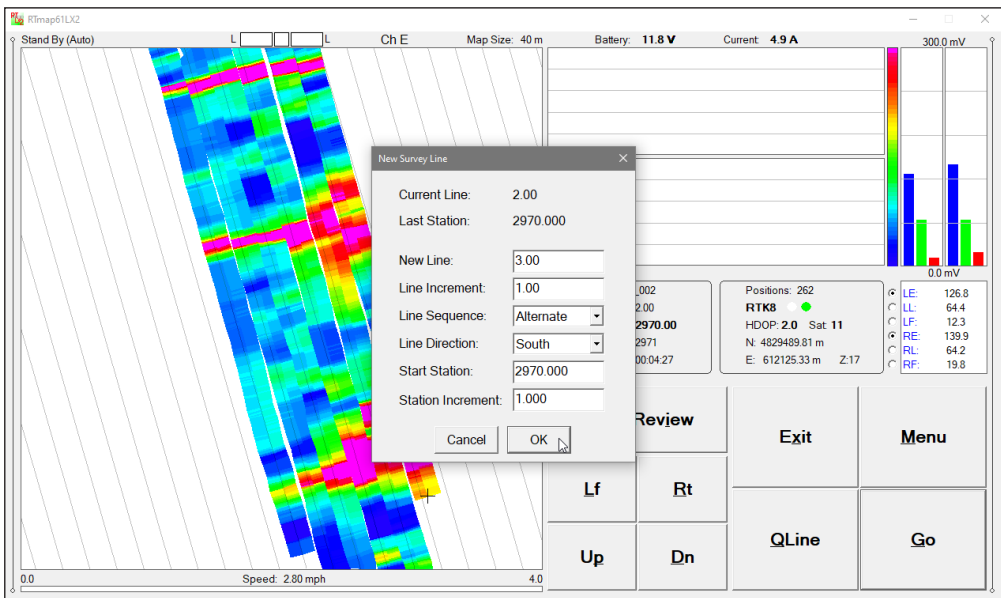 RTmap61LX2
Stand By (Auto)
L
L
Ch E
Map Size: 40 m
Battery: 11.8 V
Current: 4.9 A
300.0 mV
New Survey Line
Current Line: 2.00
Last Station: 2970.000
New Line: 3.00
Line Increment: 1.00
Line Sequence: Alternate
Line Direction: South
Start Station: 2970.000
Station Increment: 1.000
Cancel
OK
0.0 mV
_002
2.00
2970.00
2971
00:04:27
Positions: 262
RTK8
HDOP: 2.0 Sat: 11
N: 4829489.81 m
E: 612125.33 m Z:17
LE: 126.8
LL: 64.4
LF: 12.3
RE: 139.9
RL: 64.2
RF: 19.8
Review
Exit
Menu
Lf
Rt
Up
Dn
QLine
Go
0.0
Speed: 2.80 mph
4.0